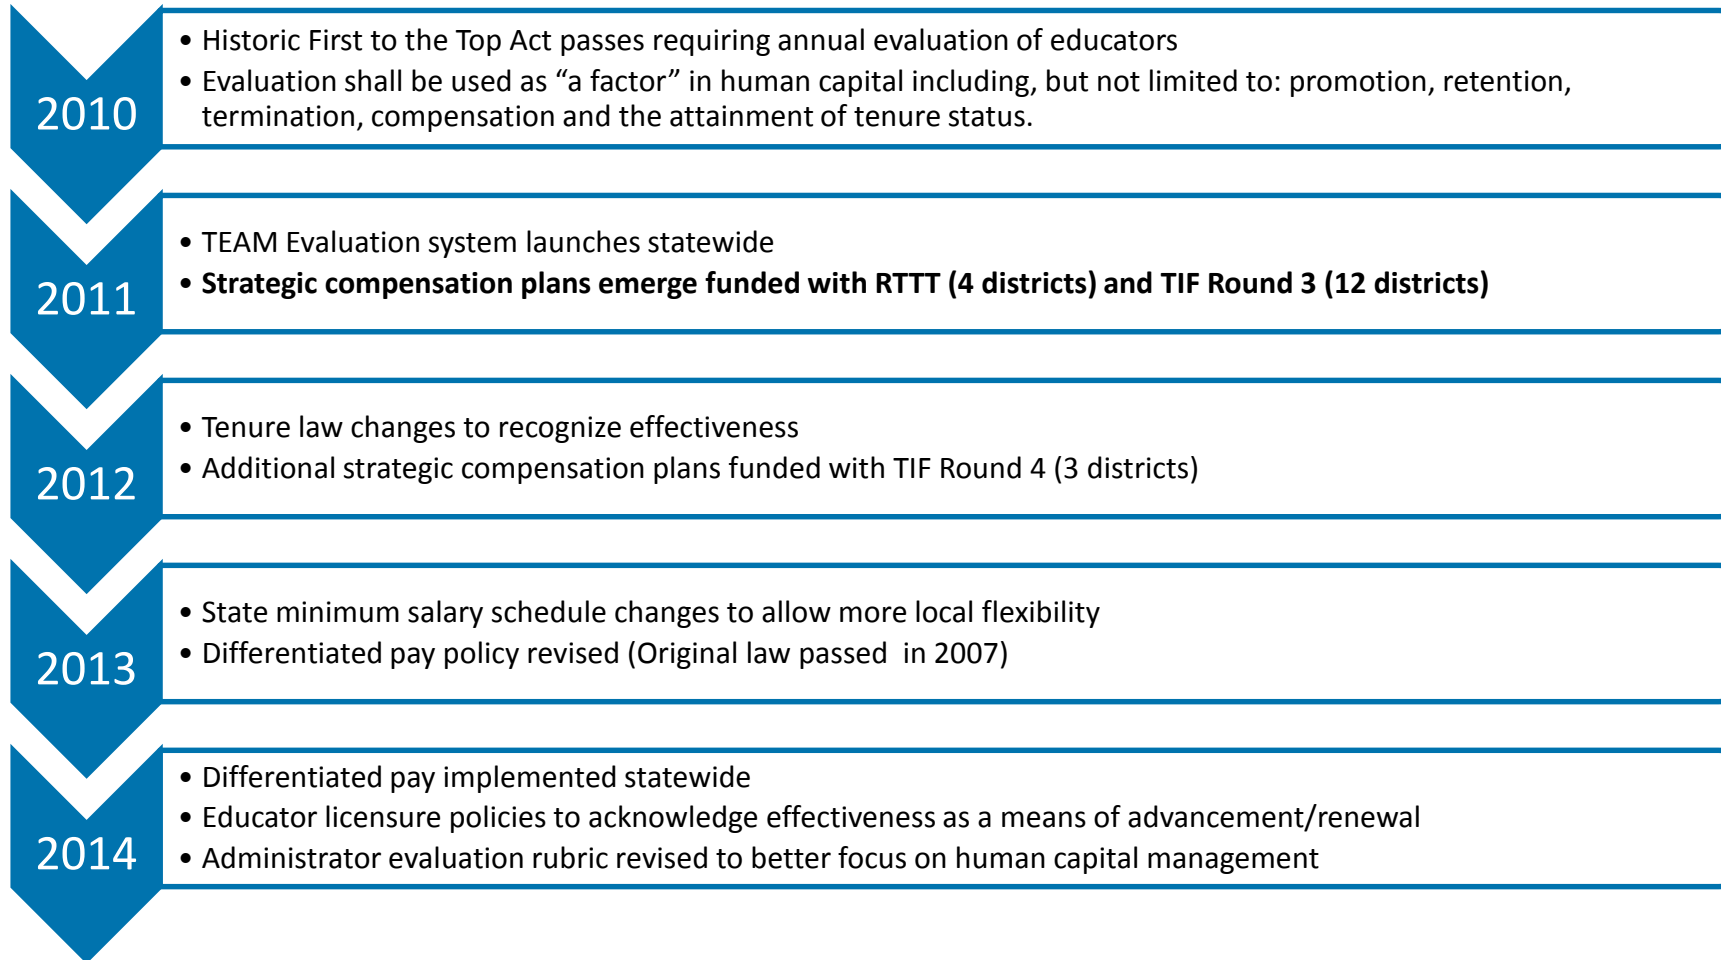 2010
• Historic First to the Top Act passes requiring annual evaluation of educators
• Evaluation shall be used as “a factor” in human capital including, but not limited to: promotion, retention,
termination, compensation and the attainment of tenure status.
2011
• TEAM Evaluation system launches statewide
• Strategic compensation plans emerge funded with RTTT (4 districts) and TIF Round 3 (12 districts)
2012
• Tenure law changes to recognize effectiveness
• Additional strategic compensation plans funded with TIF Round 4 (3 districts)
2013
• State minimum salary schedule changes to allow more local flexibility
• Differentiated pay policy revised (Original law passed  in 2007)
2014
• Differentiated pay implemented statewide
• Educator licensure policies to acknowledge effectiveness as a means of advancement/renewal
• Administrator evaluation rubric revised to better focus on human capital management